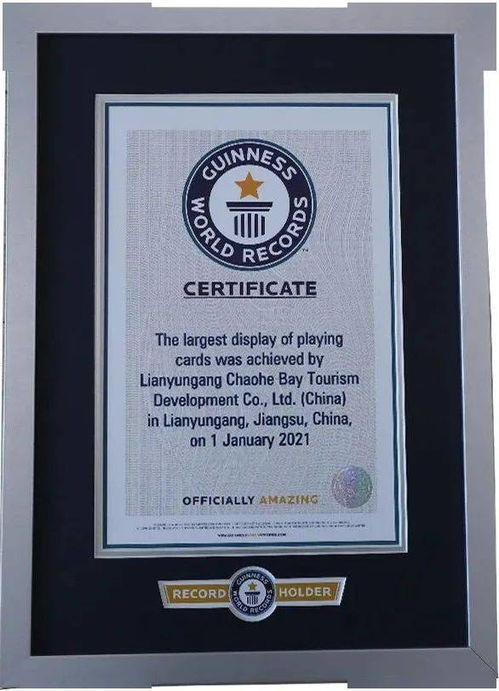 GUINNESS
WORLD RECORDS
TM
CERTIFICATE
The largest display of playing
cards was achieved by
Lianyungang Chaohe Bay Tourism
Development Co., Ltd. (China)
in Lianyungang, Jiangsu, China,
on 1 January 2021
OFFICIALLY AMAZING
RECORD HOLDER
GUINNESS
WORLD RECORDS